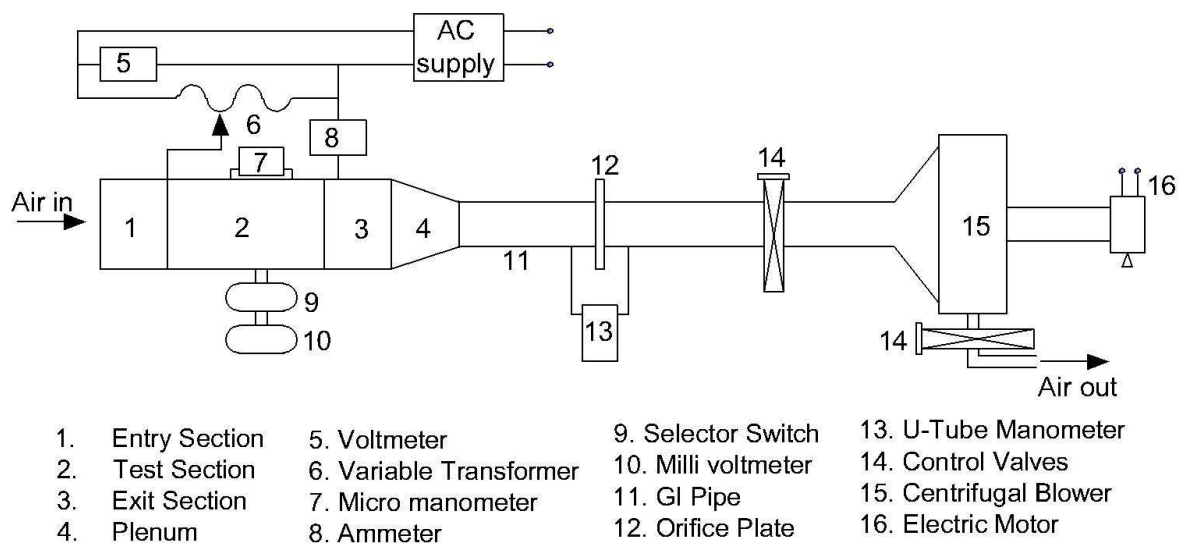 AC
supply
5
6
8
7
12
14
16
Air in
1
2
3
4
15
11
9
13
10
14
Air out
1. Entry Section
2. Test Section
3. Exit Section
4. Plenum
5. Voltmeter
6. Variable Transformer
7. Micro manometer
8. Ammeter
9. Selector Switch
10. Milli voltmeter
11. GI Pipe
12. Orifice Plate
13. U-Tube Manometer
14. Control Valves
15. Centrifugal Blower
16. Electric Motor